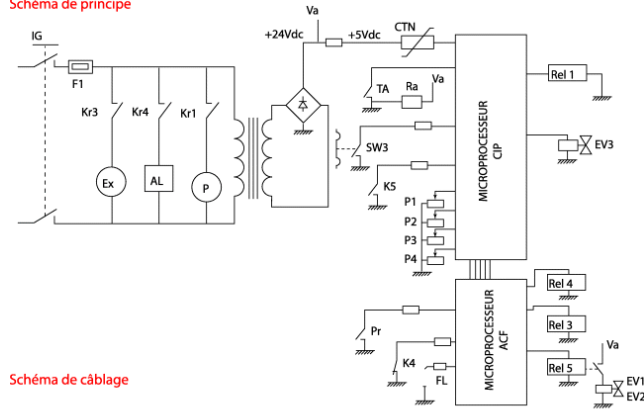 Schéma de principe
IG
F1
Kr3
Kr4
Kr1
Ex
AL
P
Va
+24Vdc
+5Vdc
CTN
TA
Ra
Va
SW3
K5
P1
P2
P3
P4
MICROPROCESSEUR
CIP
Rel 1
EV3
MICROPROCESSEUR
ACF
Pr
K4
FL
Rel 4
Rel 3
Rel 5
Va
EV1
EV2
Schéma de câblage